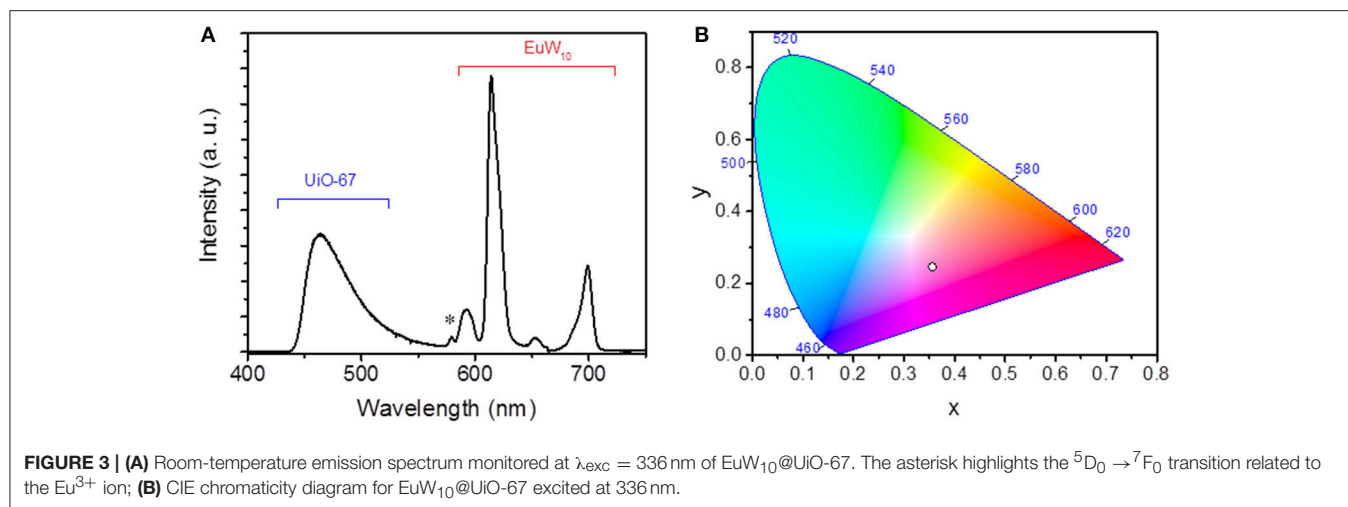 A
B
EuW10
UiO-67
*
Intensity (a. u.)
400 500 600 700
Wavelength (nm)
520
540
560
580
600
620
500
480
460
0.8
0.6
0.4
0.2
0.0
y
0.0 0.1 0.2 0.3 0.4 0.5 0.6 0.7 0.8
x
FIGURE 3 | (A) Room-temperature emission spectrum monitored at λexc = 336 nm of EuW10@UiO-67. The asterisk highlights the 5D0 → 7F0 transition related to
the Eu3+ ion; (B) CIE chromaticity diagram for EuW10@UiO-67 excited at 336 nm.